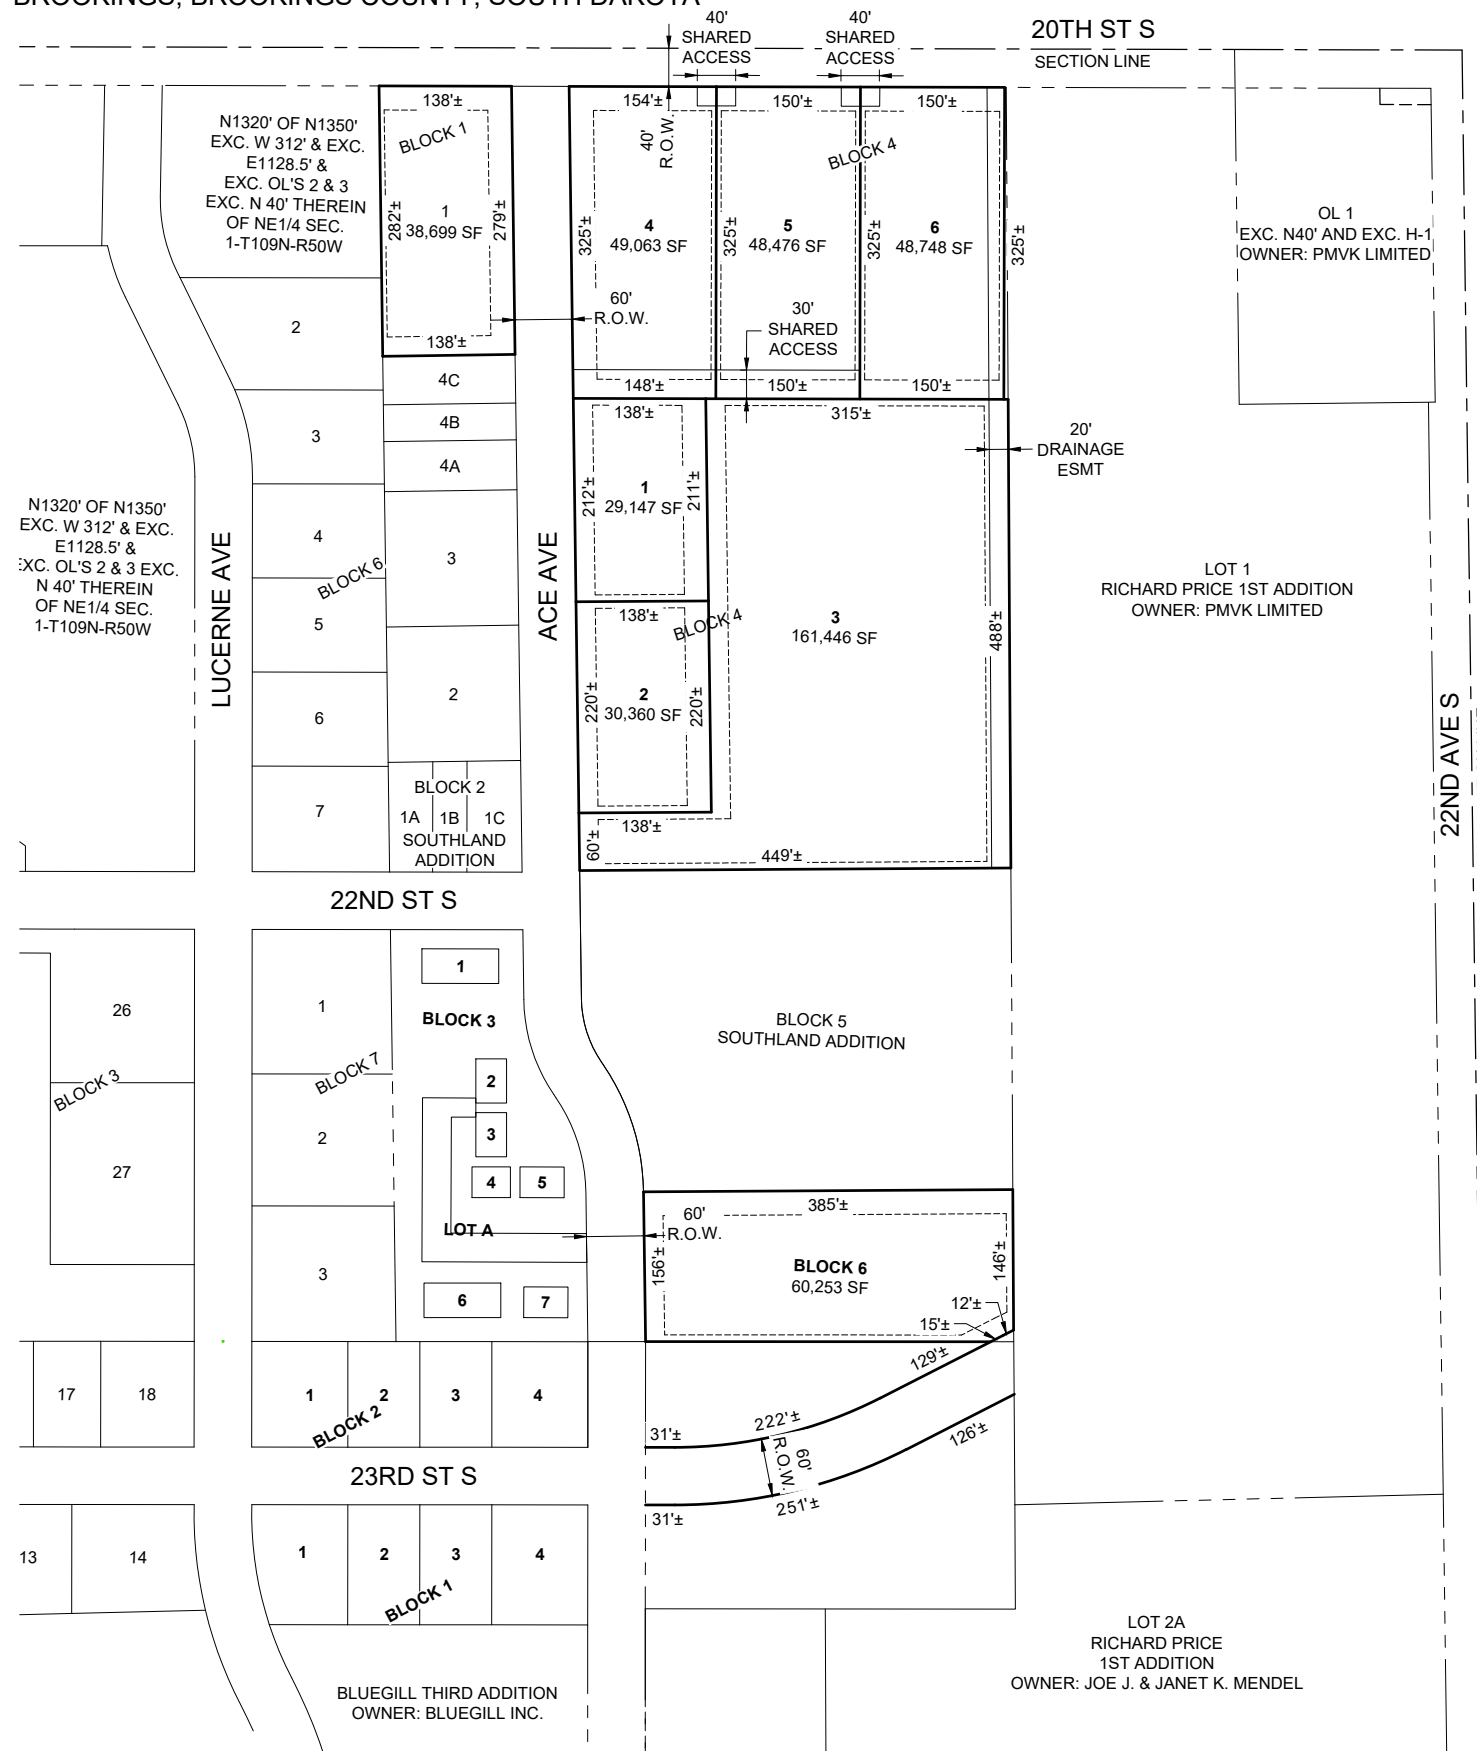 BROOKINGS, BROOKINGS COUNTY, SOUTH DAKOTA
40'
SHARED
ACCESS
40'
SHARED
ACCESS
20TH ST S
SECTION LINE
138'±
154'±
150'±
150'±
40'
R.O.W.
N1320' OF N1350'
EXC. W 312' & EXC.
E1128.5' &
EXC. OL'S 2 & 3
EXC. N 40' THEREIN
OF NE1/4 SEC.
1-T109N-R50W
BLOCK 1
BLOCK 4
282'±
1
38,699 SF
279'±
325'±
4
49,063 SF
325'±
5
48,476 SF
325'±
6
48,748 SF
325'±
OL 1
EXC. N40' AND EXC. H-1
OWNER: PMVK LIMITED
60'
R.O.W.
30'
SHARED
ACCESS
2
138'±
4C
148'±
150'±
150'±
138'±
315'±
4B
3
4A
20'
DRAINAGE
ESMT
212'±
1
29,147 SF
211'±
N1320' OF N1350'
EXC. W 312' & EXC.
E1128.5' &
EXC. OL'S 2 & 3 EXC.
N 40' THEREIN
OF NE1/4 SEC.
1-T109N-R50W
LUCERNE AVE
4
BLOCK 6
3
ACE AVE
LOT 1
RICHARD PRICE 1ST ADDITION
OWNER: PMVK LIMITED
5
138'±
BLOCK 4
3
161,446 SF
488'±
6
2
220'±
2
30,360 SF
220'±
22ND AVE S
7
BLOCK 2
1A
1B
1C
SOUTHLAND
ADDITION
138'±
60'±
449'±
22ND ST S
26
1
1
BLOCK 3
BLOCK 5
SOUTHLAND ADDITION
BLOCK 3
BLOCK 7
2
2
3
27
4
5
LOT A
60'
R.O.W.
385'±
156'±
BLOCK 6
60,253 SF
146'±
3
6
7
12'±
15'±
129'±
17
18
1
2
3
4
BLOCK 2
31'±
222'±
60'
R.O.W.
126'±
23RD ST S
251'±
31'±
13
14
1
2
3
4
BLOCK 1
LOT 2A
RICHARD PRICE
1ST ADDITION
OWNER: JOE J. & JANET K. MENDEL
BLUEGILL THIRD ADDITION
OWNER: BLUEGILL INC.